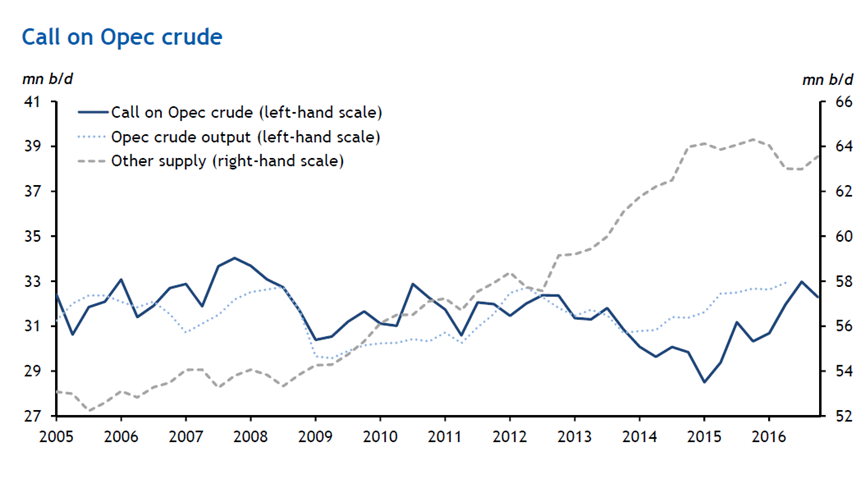 Call on Opec crude
mn b/d
mn b/d
41
66
Call on Opec crude (left-hand scale)
Opec crude output (left-hand scale)
Other supply (right-hand scale)
39
64
37
62
35
60
33
58
31
56
29
54
27
52
2005 2006 2007 2008 2009 2010 2011 2012 2013 2014 2015 2016